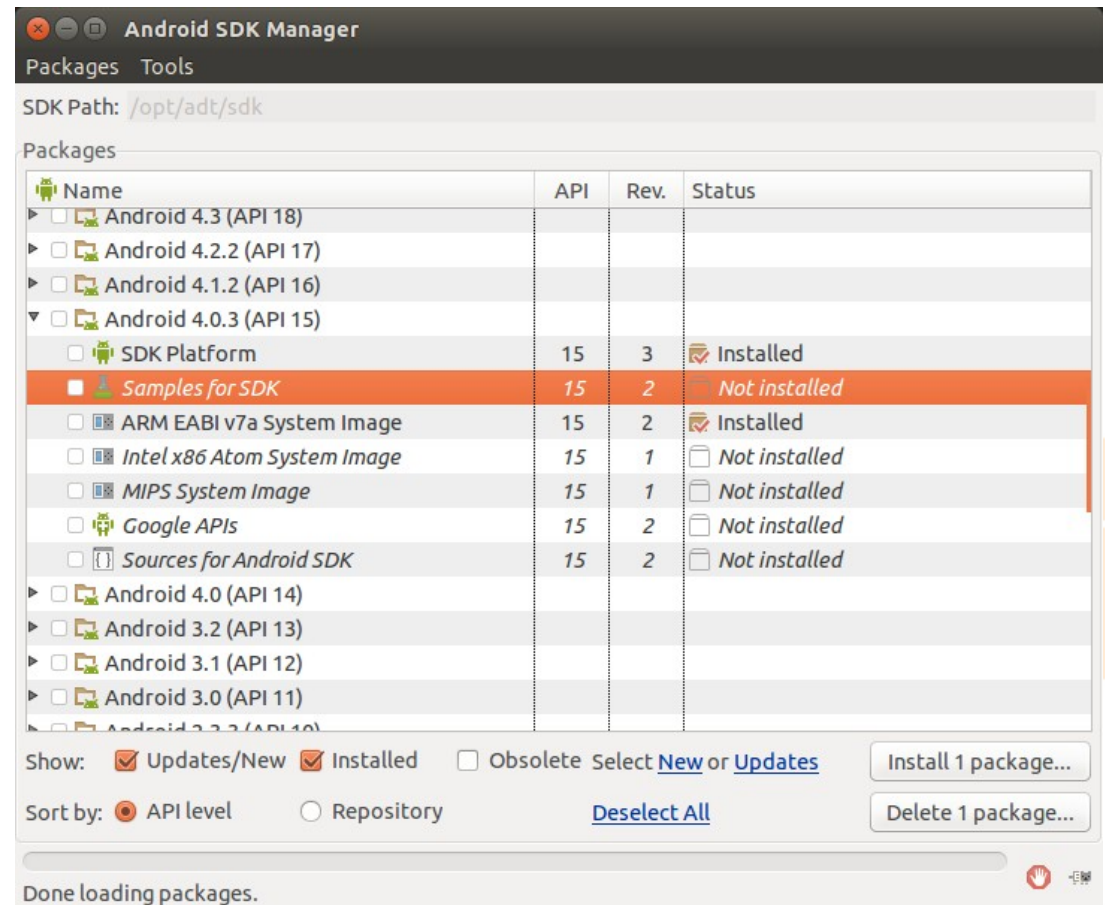 Android SDK Manager
Packages Tools
SDK Path: /opt/adt/sdk
Packages
Name API Rev. Status
Android 4.3 (API 18)
Android 4.2.2 (API 17)
Android 4.1.2 (API 16)
Android 4.0.3 (API 15)
SDK Platform 15 3 Installed
Samples for SDK 15 2 Not installed
ARM EABI v7a System Image 15 2 Installed
Intel x86 Atom System Image 15 1 Not installed
MIPS System Image 15 1 Not installed
Google APIs 15 2 Not installed
Sources for Android SDK 15 2 Not installed
Android 4.0 (API 14)
Android 3.2 (API 13)
Android 3.1 (API 12)
Android 3.0 (API 11)
Android 2.3.3 (API 10)
Show: Updates/New Installed Obsolete Select New or Updates Install 1 package...
Sort by: API level Repository Deselect All Delete 1 package...
Done loading packages.